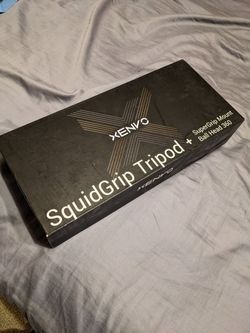 XENVO
SquidGrip Tripod +
SuperGrip Mount
Ball Head 360
XENVO